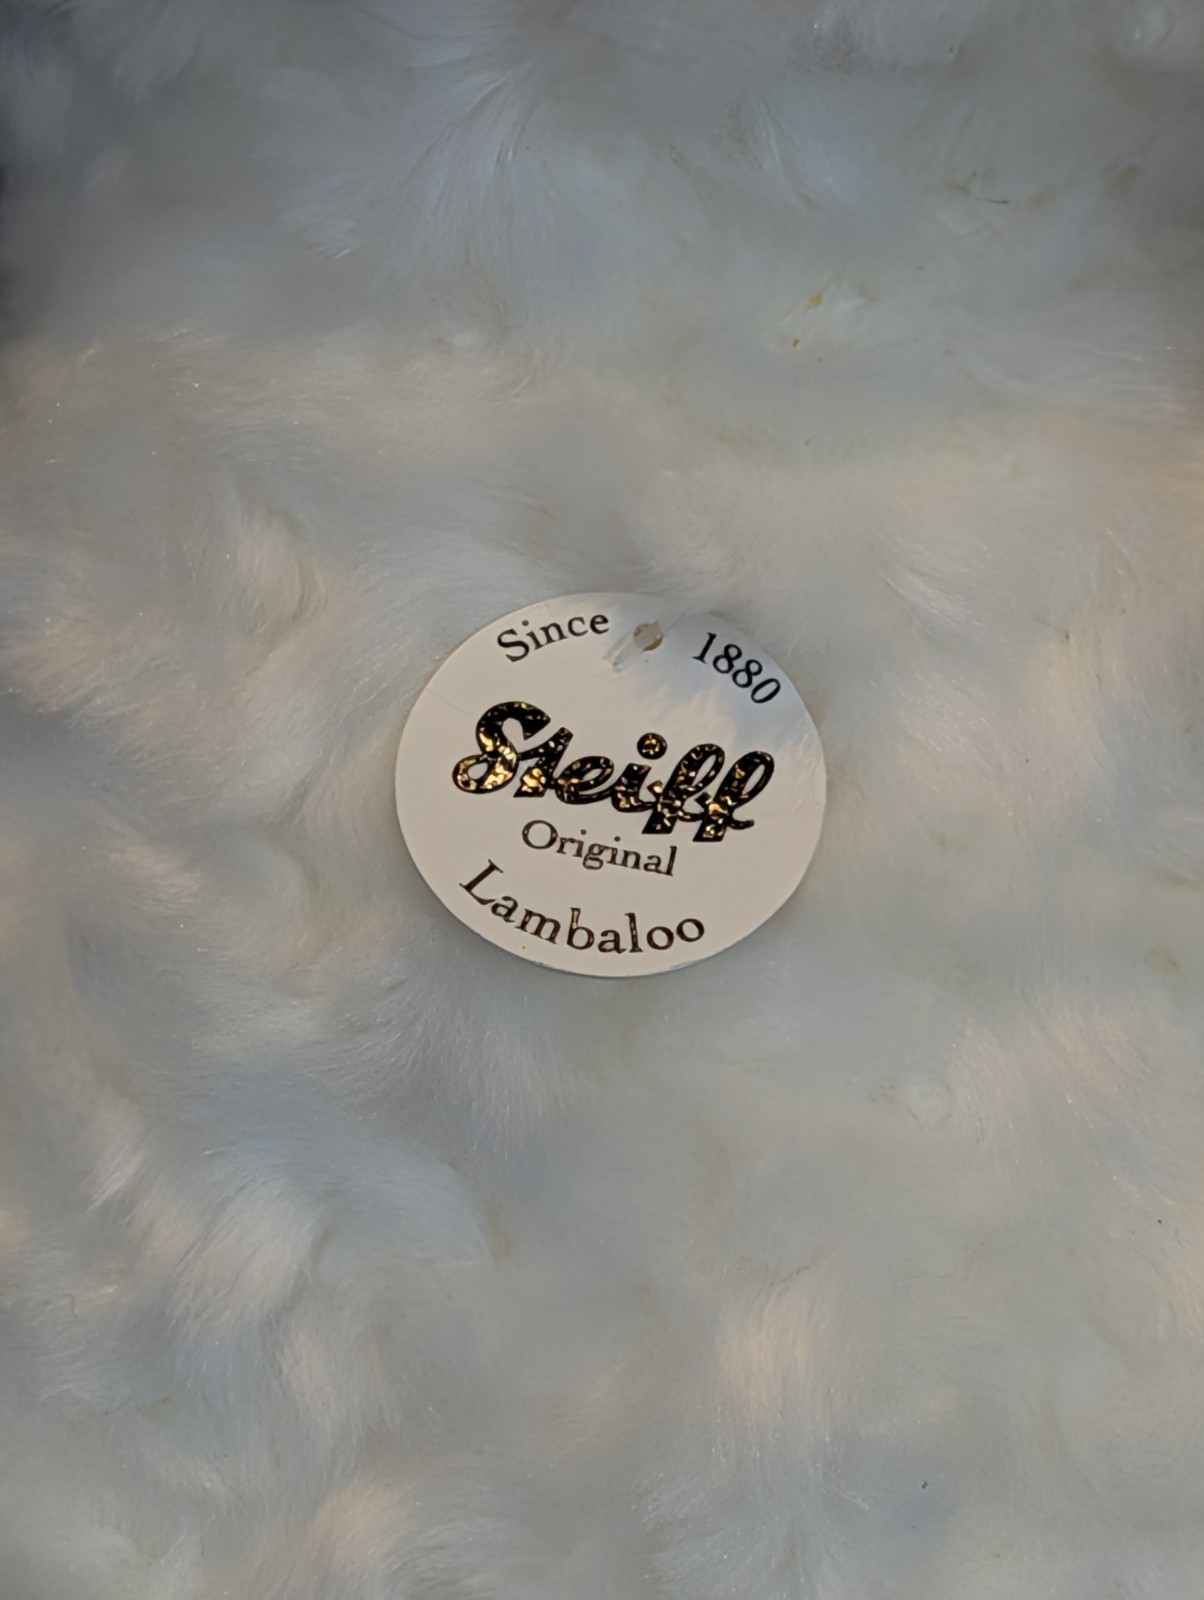 Since 1880
Steiff
Original
Lambaloo